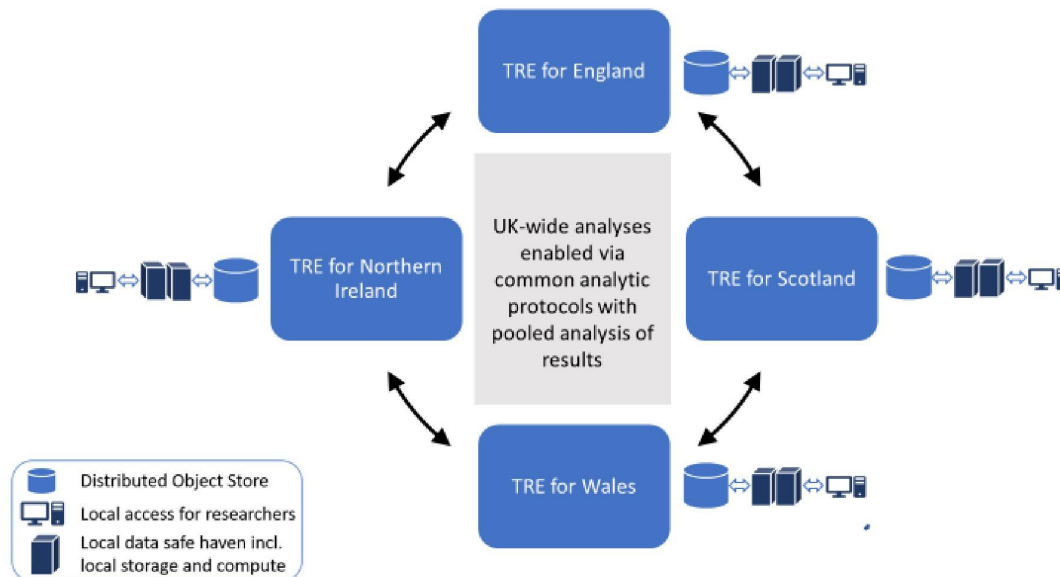 TRE for England
UK-wide analyses
enabled via
common analytic
protocols with
pooled analysis of
results
TRE for Northern
Ireland
TRE for Scotland
TRE for Wales
Distributed Object Store
Local access for researchers
Local data safe haven incl.
local storage and compute